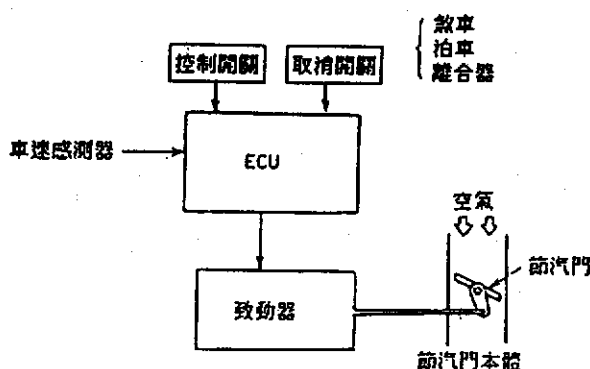 煞車
泊車
離合器
控制開關
取消開關
車速感測器
ECU
空氣
節汽門
致動器
節汽門本體